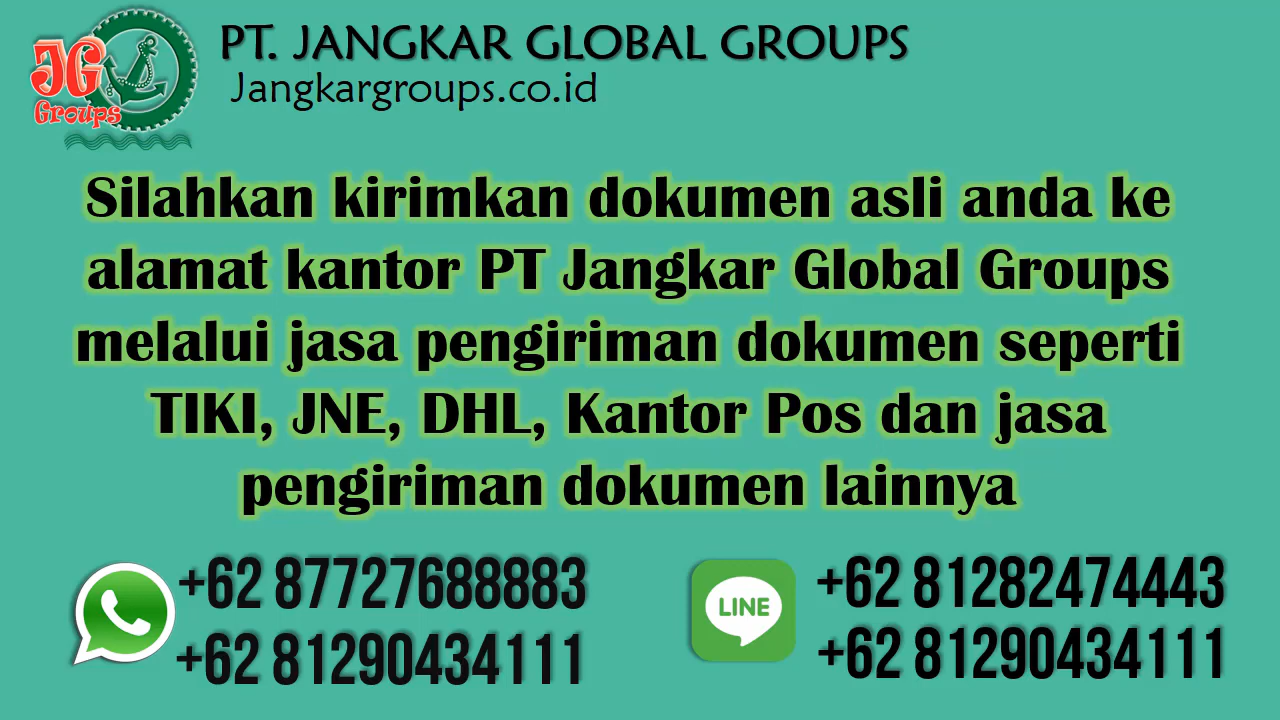 JG
Groups
PT. JANGKAR GLOBAL GROUPS
Jangkargroups.co.id
Silahkan kirimkan dokumen asli anda ke
alamat kantor PT Jangkar Global Groups
melalui jasa pengiriman dokumen seperti
TIKI, JNE, DHL, Kantor Pos dan jasa
pengiriman dokumen lainnya
+62 87727688883
+62 81290434111
LINE
+62 81282474443
+62 81290434111